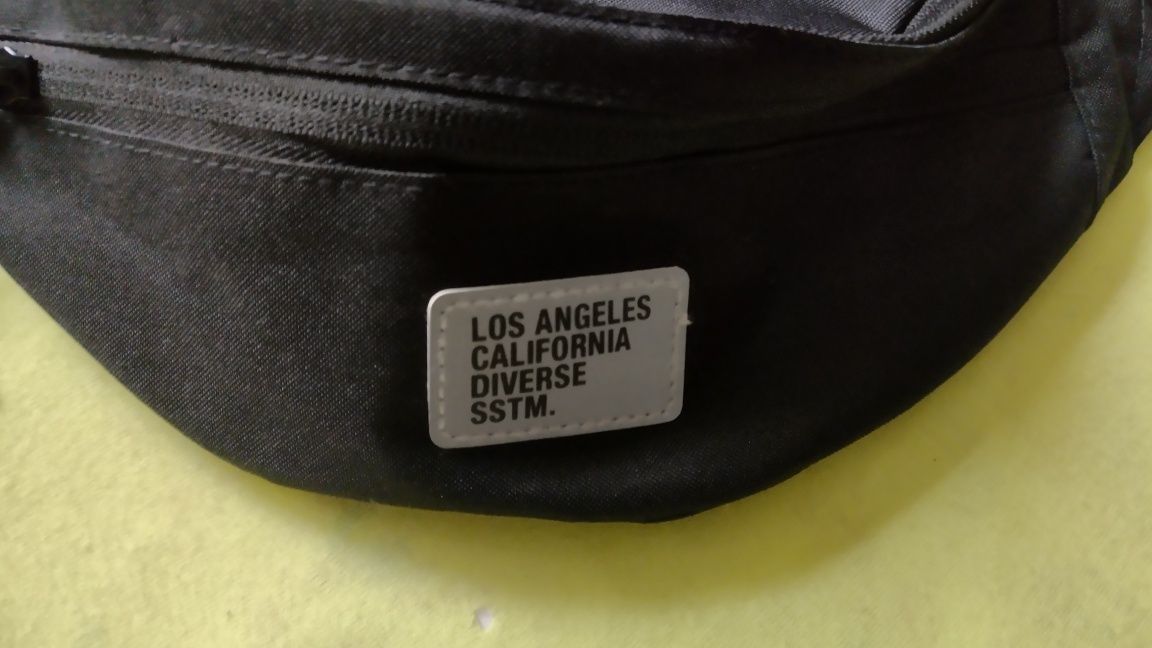 LOS ANGELES
CALIFORNIA
DIVERSE
SSTM.